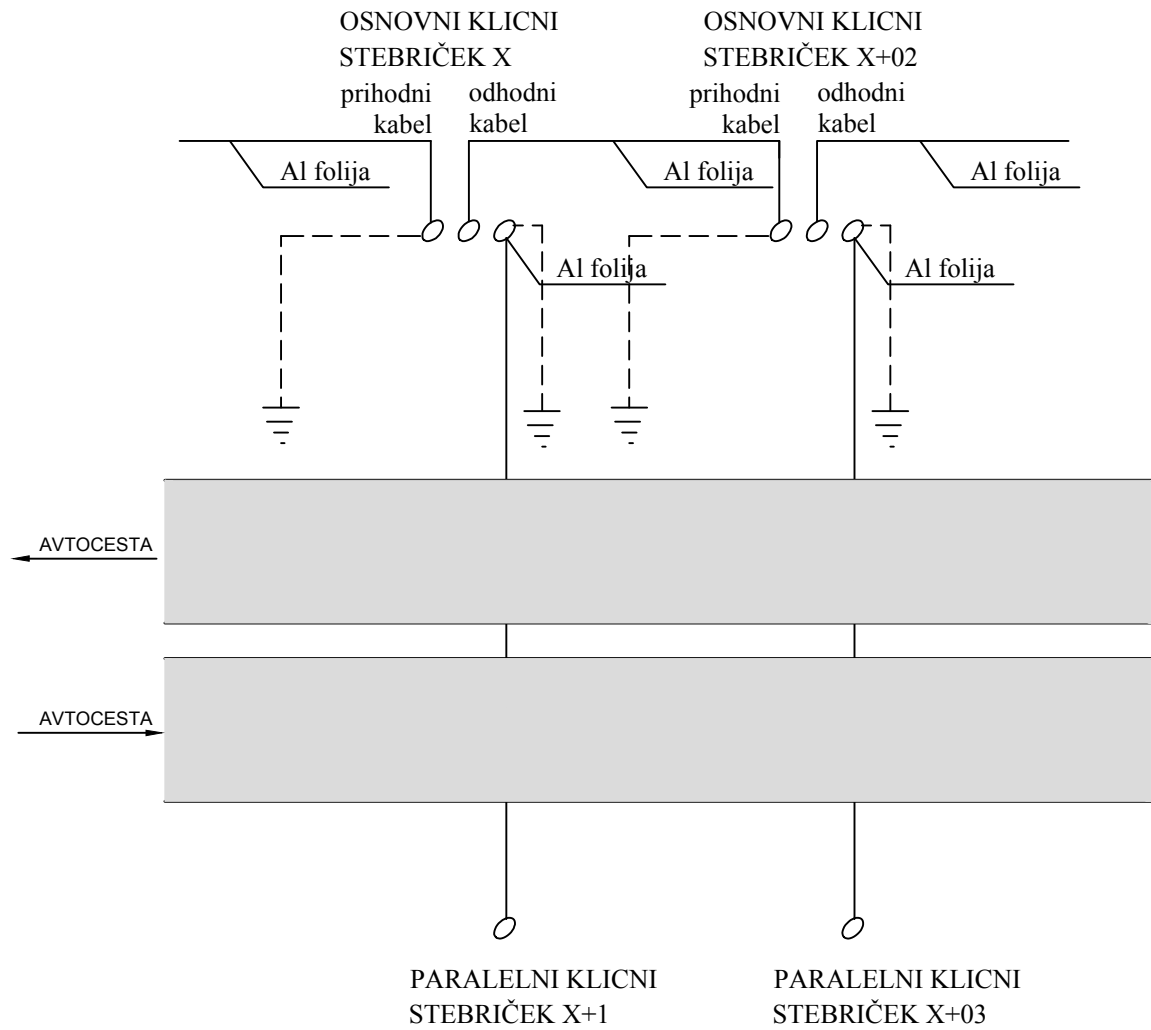 OSNOVNI KLICNI
STEBRIČEK X
OSNOVNI KLICNI
STEBRIČEK X+02
prihodni
kabel
odhodni
kabel
prihodni
kabel
odhodni
kabel
Al folija
Al folija
Al folija
Al folija
Al folija
AVTOCESTA
AVTOCESTA
PARALELNI KLICNI
STEBRIČEK X+1
PARALELNI KLICNI
STEBRIČEK X+03